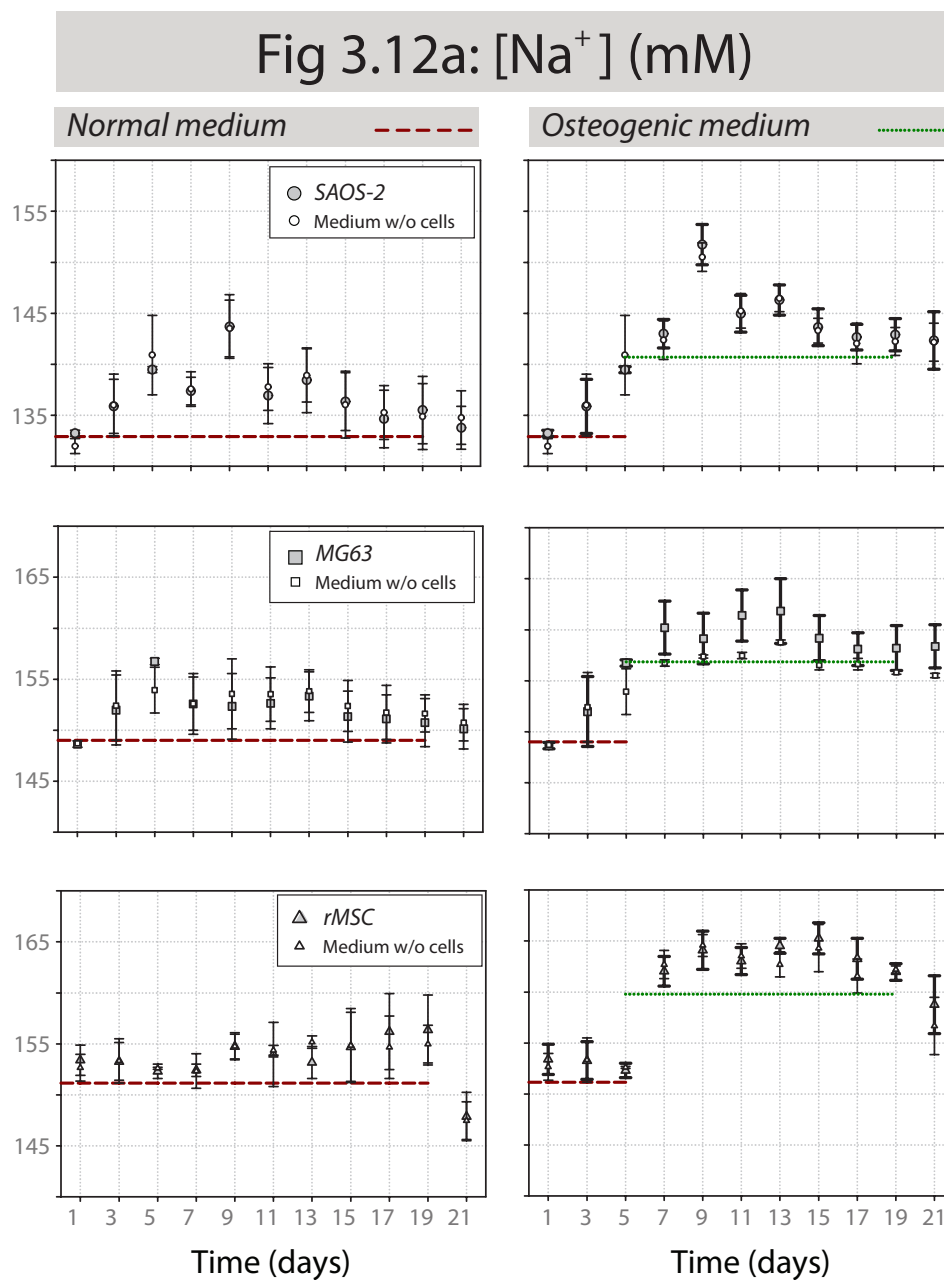 Fig 3.12a: [Na+] (mM)
Normal medium
Osteogenic medium
SAOS-2
Medium w/o cells
155
145
135
MG63
Medium w/o cells
165
155
145
rMSC
Medium w/o cells
165
155
145
1 3 5 7 9 11 13 15 17 19 21
1 3 5 7 9 11 13 15 17 19 21
Time (days)
Time (days)